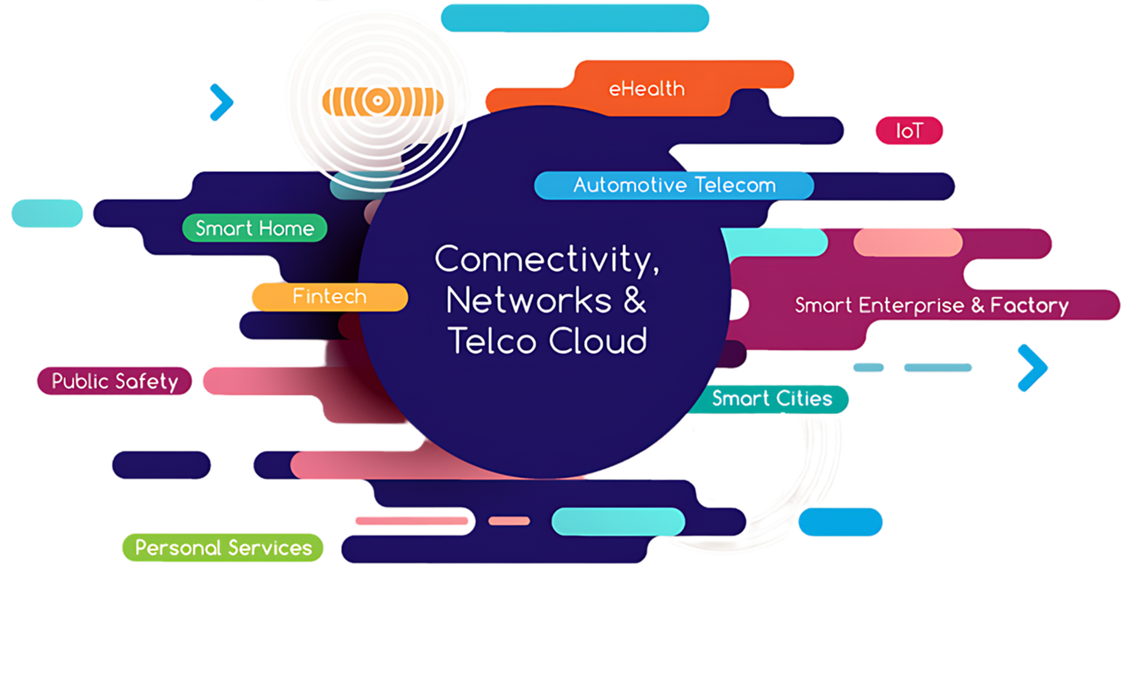 eHealth
IoT
Automotive Telecom
Smart Home
Connectivity,
Networks &
Telco Cloud
Fintech
Smart Enterprise & Factory
Public Safety
Smart Cities
Personal Services